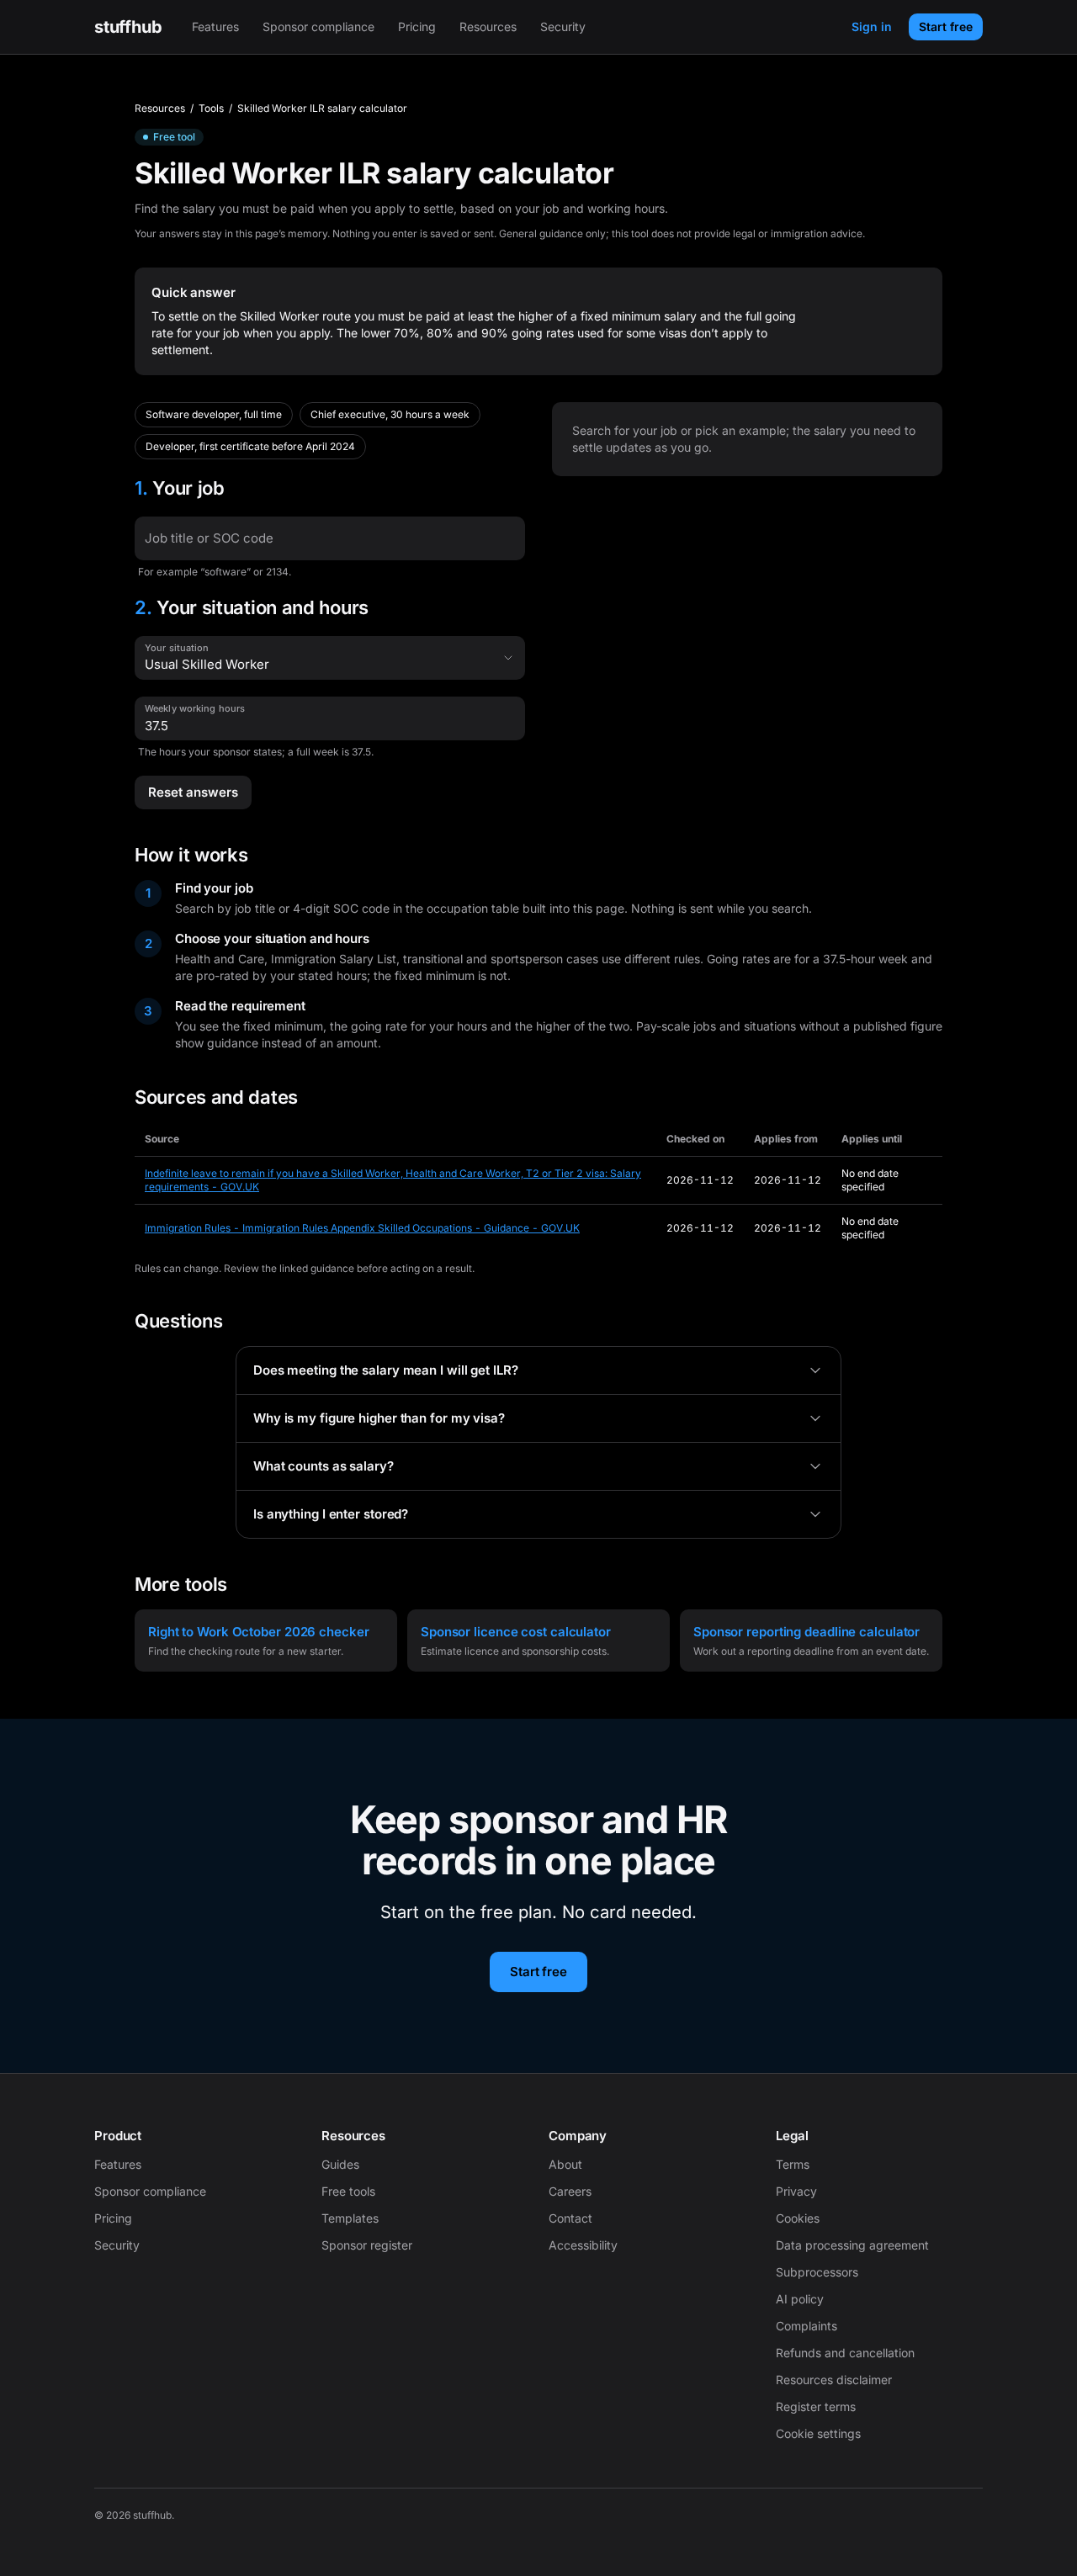 stuffhub
Features
Sponsor compliance
Pricing
Resources
Security
Sign in
Start free
Resources / Tools / Skilled Worker ILR salary calculator
Free tool
Skilled Worker ILR salary calculator
Find the salary you must be paid when you apply to settle, based on your job and working hours.
Your answers stay in this page’s memory. Nothing you enter is saved or sent. General guidance only; this tool does not provide legal or immigration advice.
Quick answer
To settle on the Skilled Worker route you must be paid at least the higher of a fixed minimum salary and the full going
rate for your job when you apply. The lower 70%, 80% and 90% going rates used for some visas don’t apply to
settlement.
Software developer, full time
Chief executive, 30 hours a week
Developer, first certificate before April 2024
Search for your job or pick an example; the salary you need to
settle updates as you go.
1. Your job
Job title or SOC code
For example “software” or 2134.
2. Your situation and hours
Your situation
Usual Skilled Worker
Weekly working hours
37.5
The hours your sponsor states; a full week is 37.5.
Reset answers
How it works
1
Find your job
Search by job title or 4-digit SOC code in the occupation table built into this page. Nothing is sent while you search.
2
Choose your situation and hours
Health and Care, Immigration Salary List, transitional and sportsperson cases use different rules. Going rates are for a 37.5-hour week and
are pro-rated by your stated hours; the fixed minimum is not.
3
Read the requirement
You see the fixed minimum, the going rate for your hours and the higher of the two. Pay-scale jobs and situations without a published figure
show guidance instead of an amount.
Sources and dates
Source
Checked on
Applies from
Applies until
Indefinite leave to remain if you have a Skilled Worker, Health and Care Worker, T2 or Tier 2 visa: Salary
requirements - GOV.UK
2026-11-12
2026-11-12
No end date
specified
Immigration Rules - Immigration Rules Appendix Skilled Occupations - Guidance - GOV.UK
2026-11-12
2026-11-12
No end date
specified
Rules can change. Review the linked guidance before acting on a result.
Questions
Does meeting the salary mean I will get ILR?
Why is my figure higher than for my visa?
What counts as salary?
Is anything I enter stored?
More tools
Right to Work October 2026 checker
Find the checking route for a new starter.
Sponsor licence cost calculator
Estimate licence and sponsorship costs.
Sponsor reporting deadline calculator
Work out a reporting deadline from an event date.
Keep sponsor and HR
records in one place
Start on the free plan. No card needed.
Start free
Product
Features
Sponsor compliance
Pricing
Security
Resources
Guides
Free tools
Templates
Sponsor register
Company
About
Careers
Contact
Accessibility
Legal
Terms
Privacy
Cookies
Data processing agreement
Subprocessors
AI policy
Complaints
Refunds and cancellation
Resources disclaimer
Register terms
Cookie settings
© 2026 stuffhub.